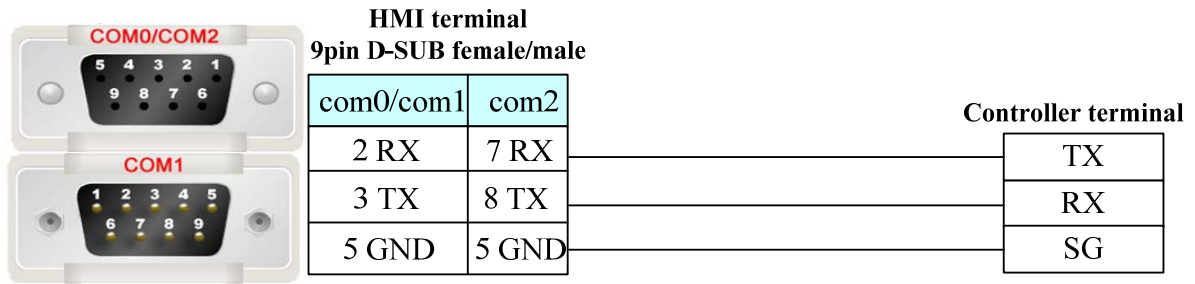 COM0/COM2
5 4 3 2 1
9 8 7 6
COM1
1 2 3 4 5
6 7 8 9
HMI terminal
9pin D-SUB female/male
com0/com1 com2
2 RX 7 RX
3 TX 8 TX
5 GND 5 GND
Controller terminal
TX
RX
SG